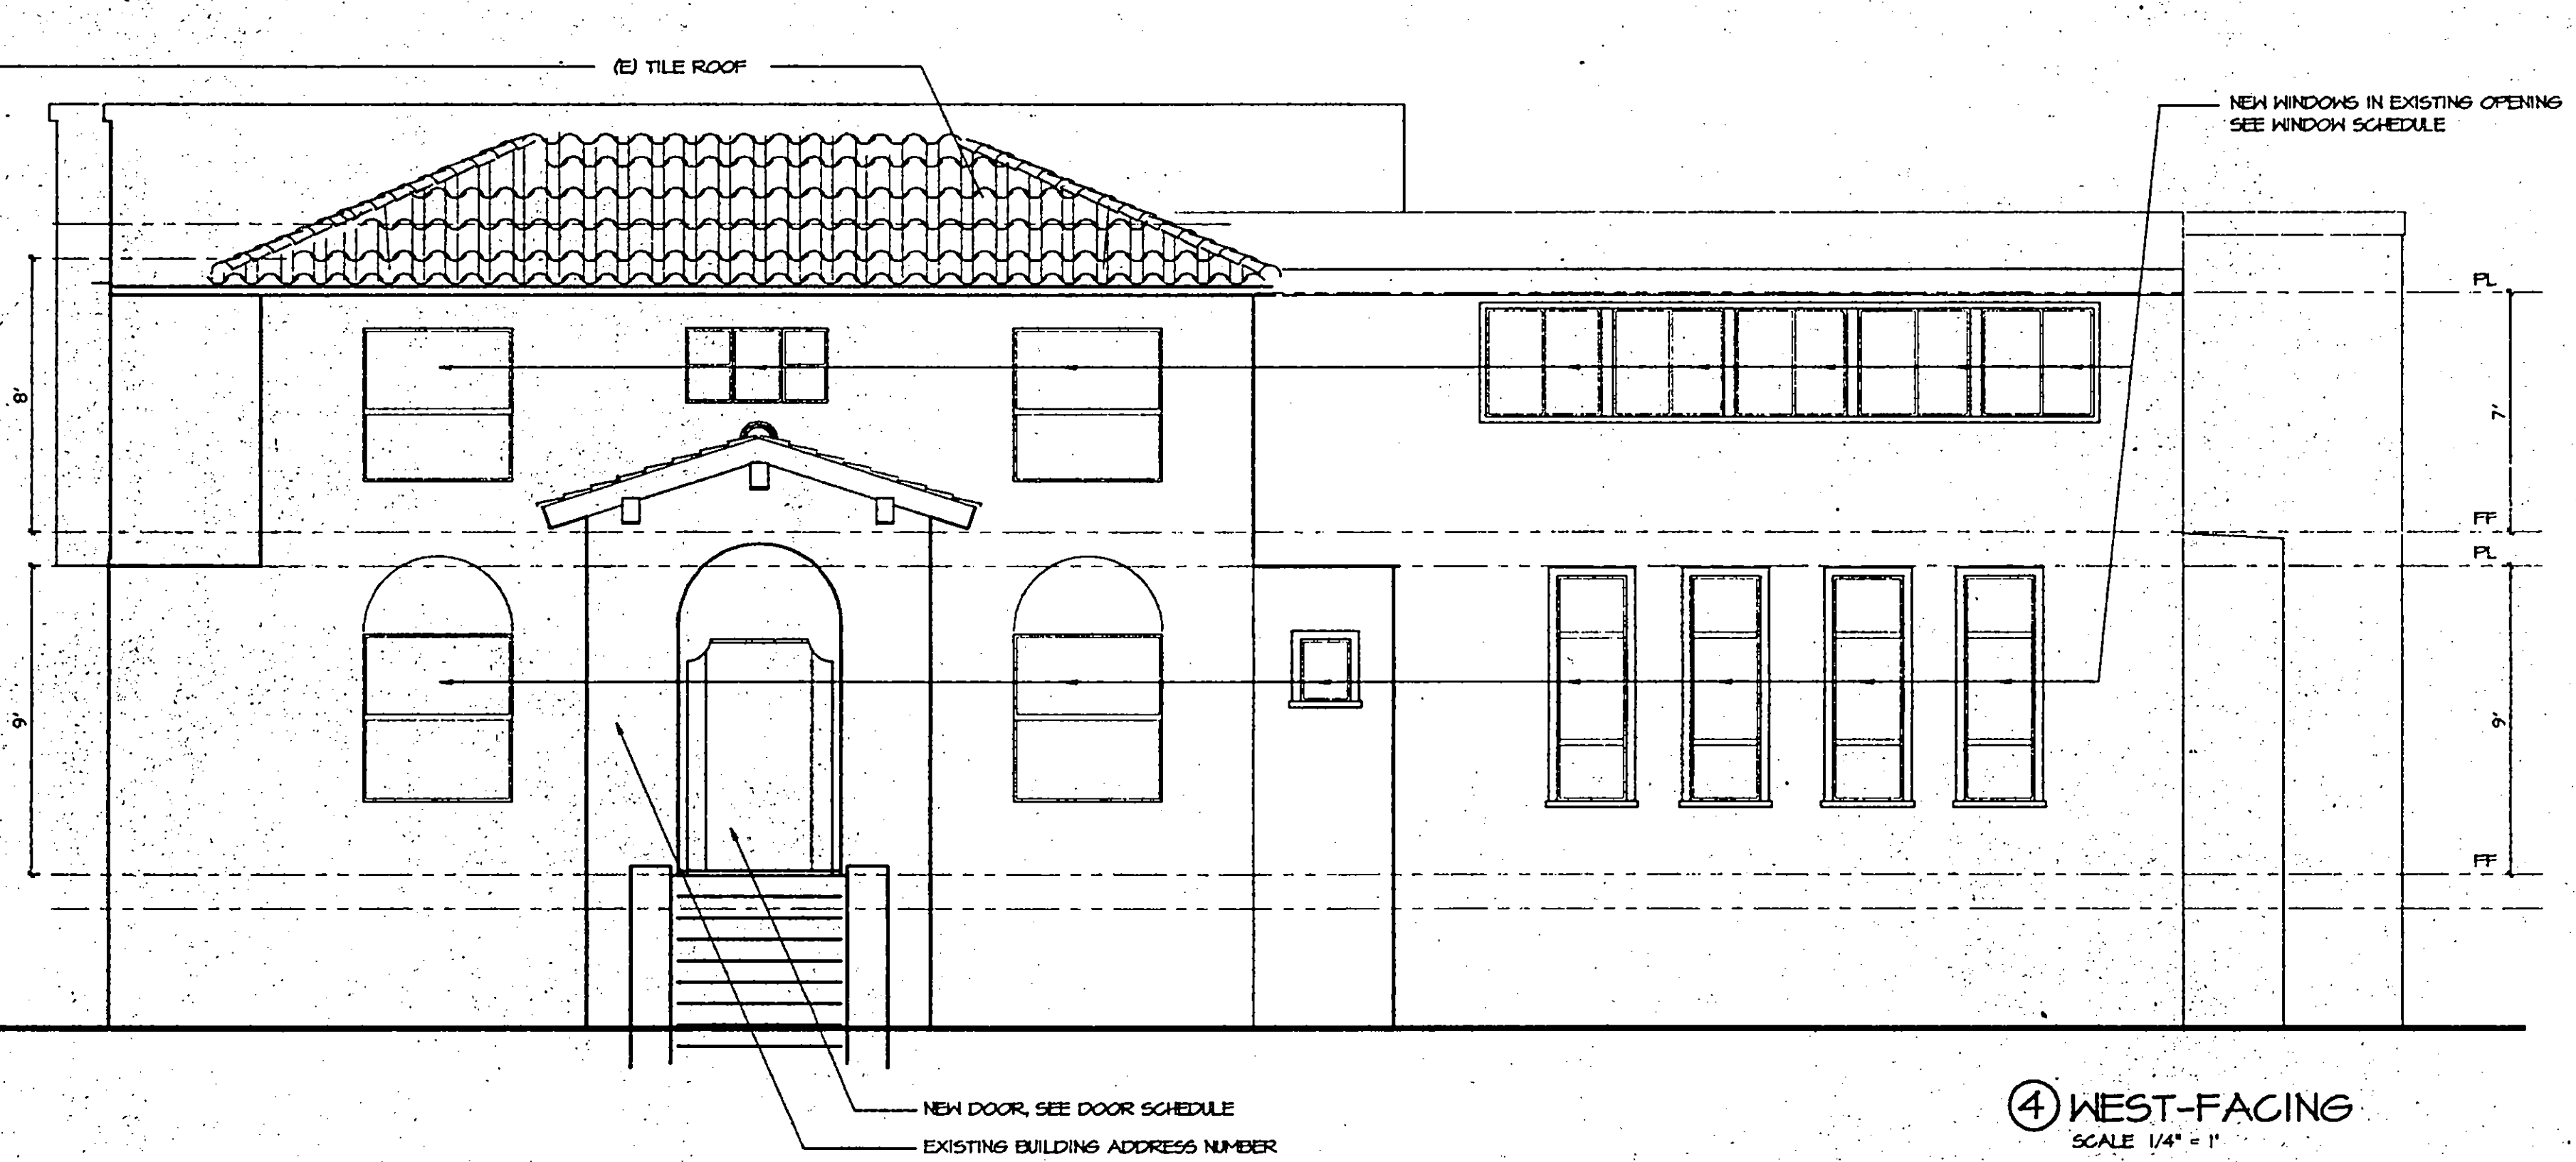 (E) TILE ROOF
NEW WINDOWS IN EXISTING OPENING
SEE WINDOW SCHEDULE
PL
8'
7'
FF
PL
9'
9'
FF
NEW DOOR, SEE DOOR SCHEDULE
EXISTING BUILDING ADDRESS NUMBER
4 WEST-FACING
SCALE 1/4" = 1'